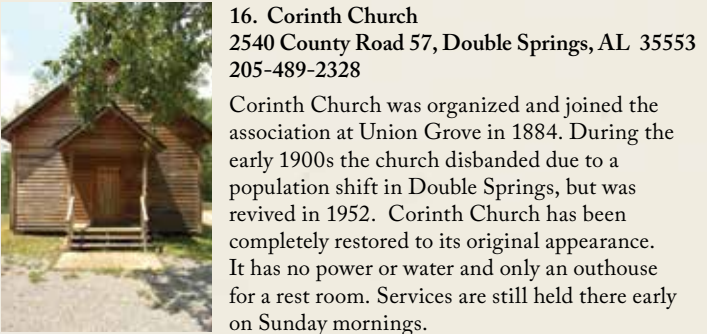 16. Corinth Church
2540 County Road 57, Double Springs, AL 35553
205-489-2328
Corinth Church was organized and joined the
association at Union Grove in 1884. During the
early 1900s the church disbanded due to a
population shift in Double Springs, but was
revived in 1952. Corinth Church has been
completely restored to its original appearance.
It has no power or water and only an outhouse
for a rest room. Services are still held there early
on Sunday mornings.